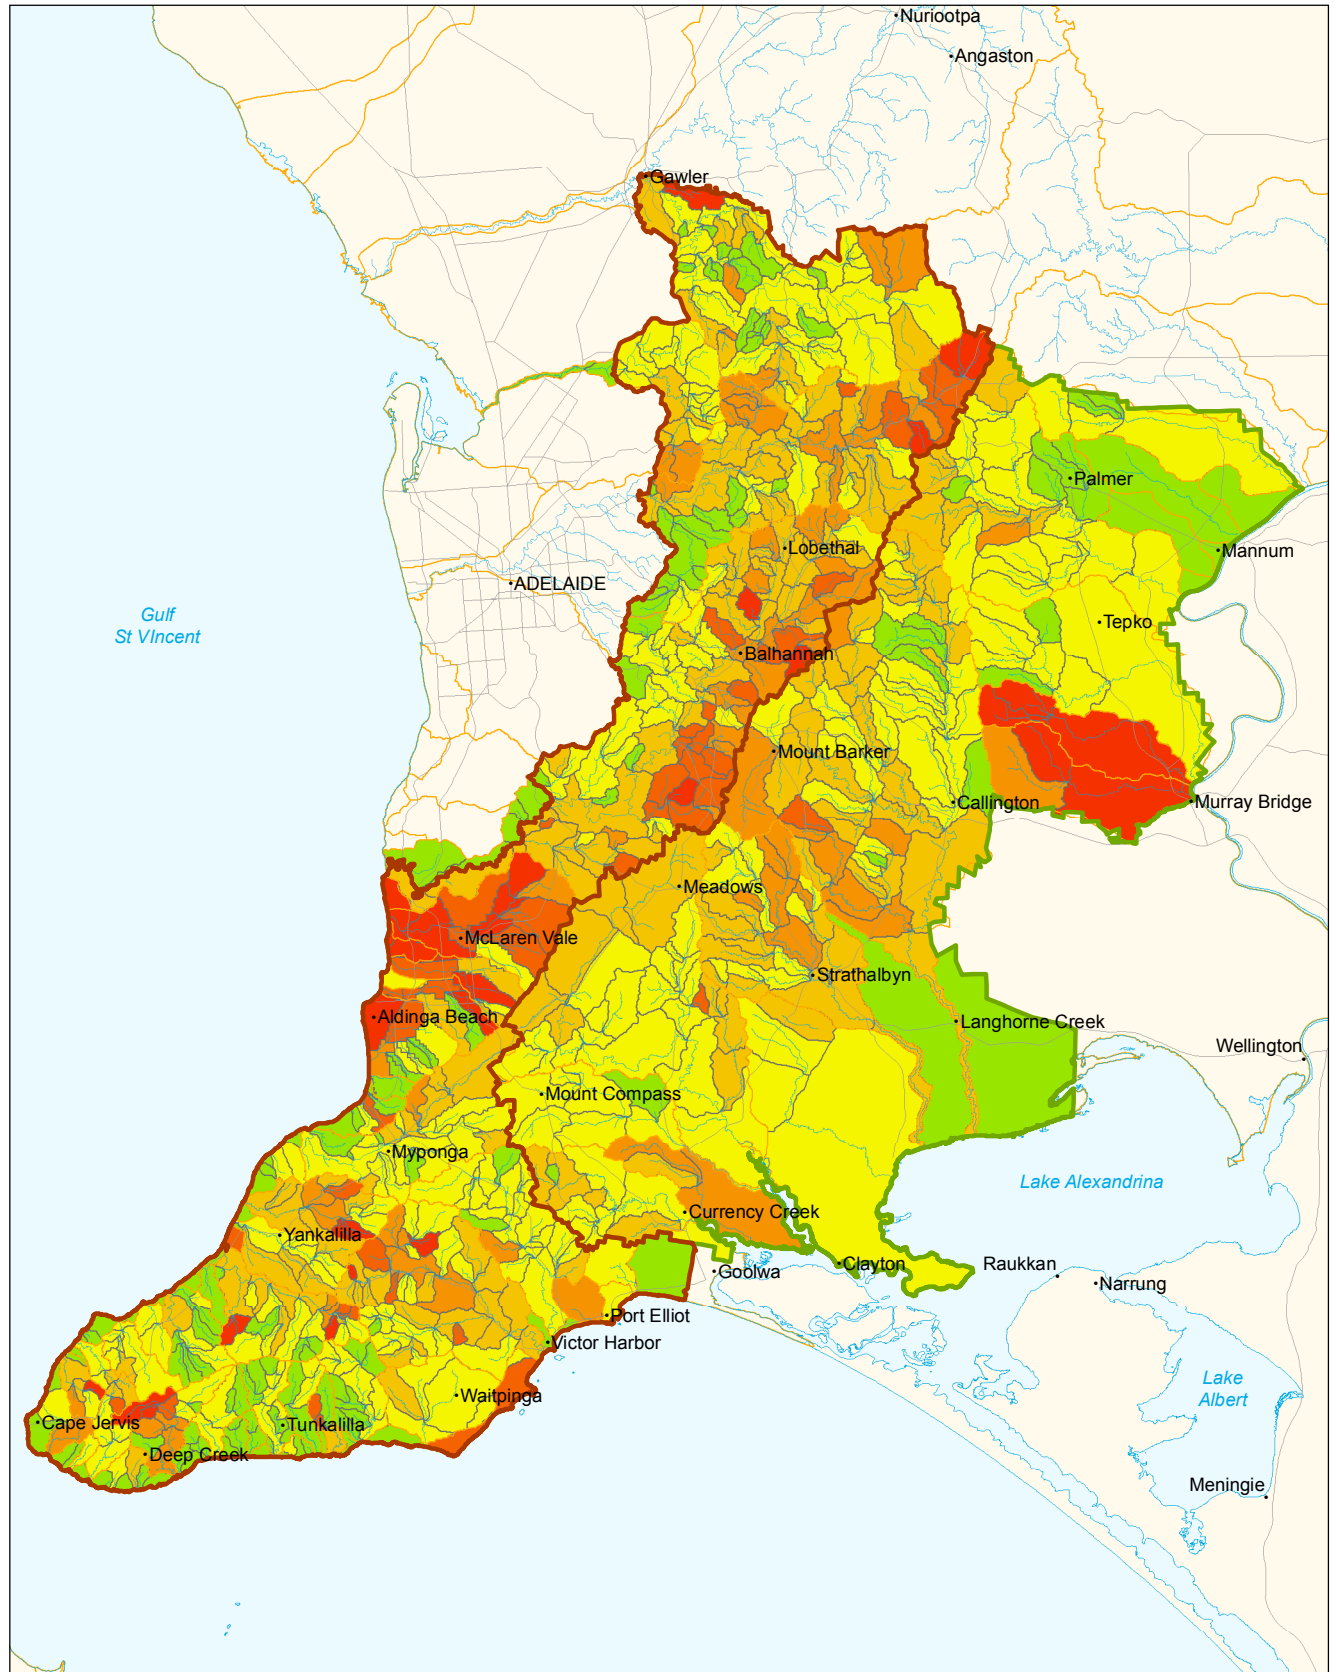 Nuriootpa
Angaston
Gawler
Palmer
Lobethal
Mannum
ADELAIDE
Gulf
St VIncent
Tepko
Balhannah
Mount Barker
Callington
Murray Bridge
Meadows
McLaren Vale
Strathalbyn
Aldinga Beach
Langhorne Creek
Wellington
Mount Compass
Myponga
Lake Alexandrina
Currency Creek
Yankalilla
Clayton
Raukkan
Goolwa
Narrung
Port Elliot
Victor Harbor
Lake
Albert
Waitpinga
Cape Jervis
Tunkalilla
Deep Creek
Meningie